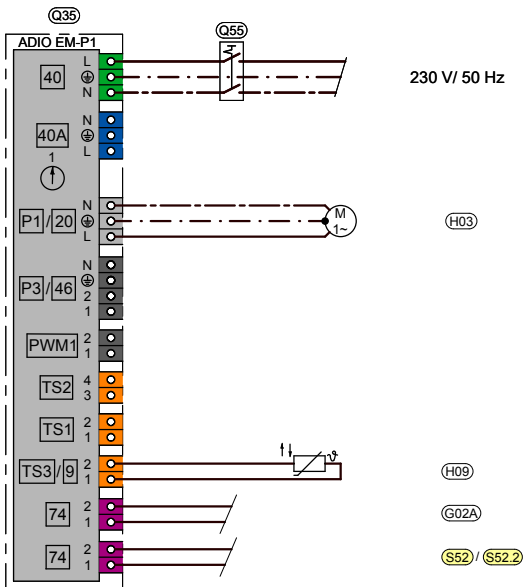 Q35
Q55
ADIO EM-P1
L
40
N
230 V/ 50 Hz
N
40A
L
1
N
P1 / 20
L
M
1~
H03
N
P3 / 46
2
1
PWM1
2
1
TS2
4
3
TS1
2
1
TS3 / 9
2
1
ϑ
H09
74
2
1
G02A
74
2
1
S52 / S52.2